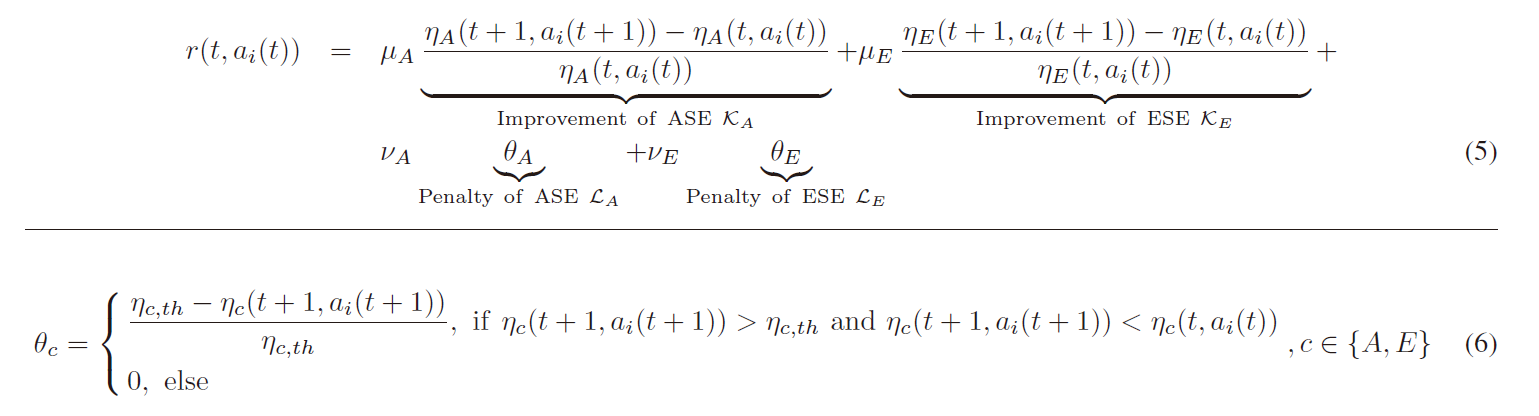 r(t, a_i(t)) = μ_A \frac{η_A(t + 1, a_i(t + 1)) − η_A(t, a_i(t))}{η_A(t, a_i(t))} + μ_E \frac{η_E(t + 1, a_i(t + 1)) − η_E(t, a_i(t))}{η_E(t, a_i(t))} +
Improvement of ASE 𝒦_A Improvement of ESE 𝒦_E
ν_A θ_A + ν_E θ_E (5)
Penalty of ASE ℒ_A Penalty of ESE ℒ_E
θ_c = { \frac{η_{c,th} − η_c(t + 1, a_i(t + 1))}{η_{c,th}}, if η_c(t + 1, a_i(t + 1)) > η_{c,th} and η_c(t + 1, a_i(t + 1)) < η_c(t, a_i(t)) , c ∈ {A, E} (6)
0, else